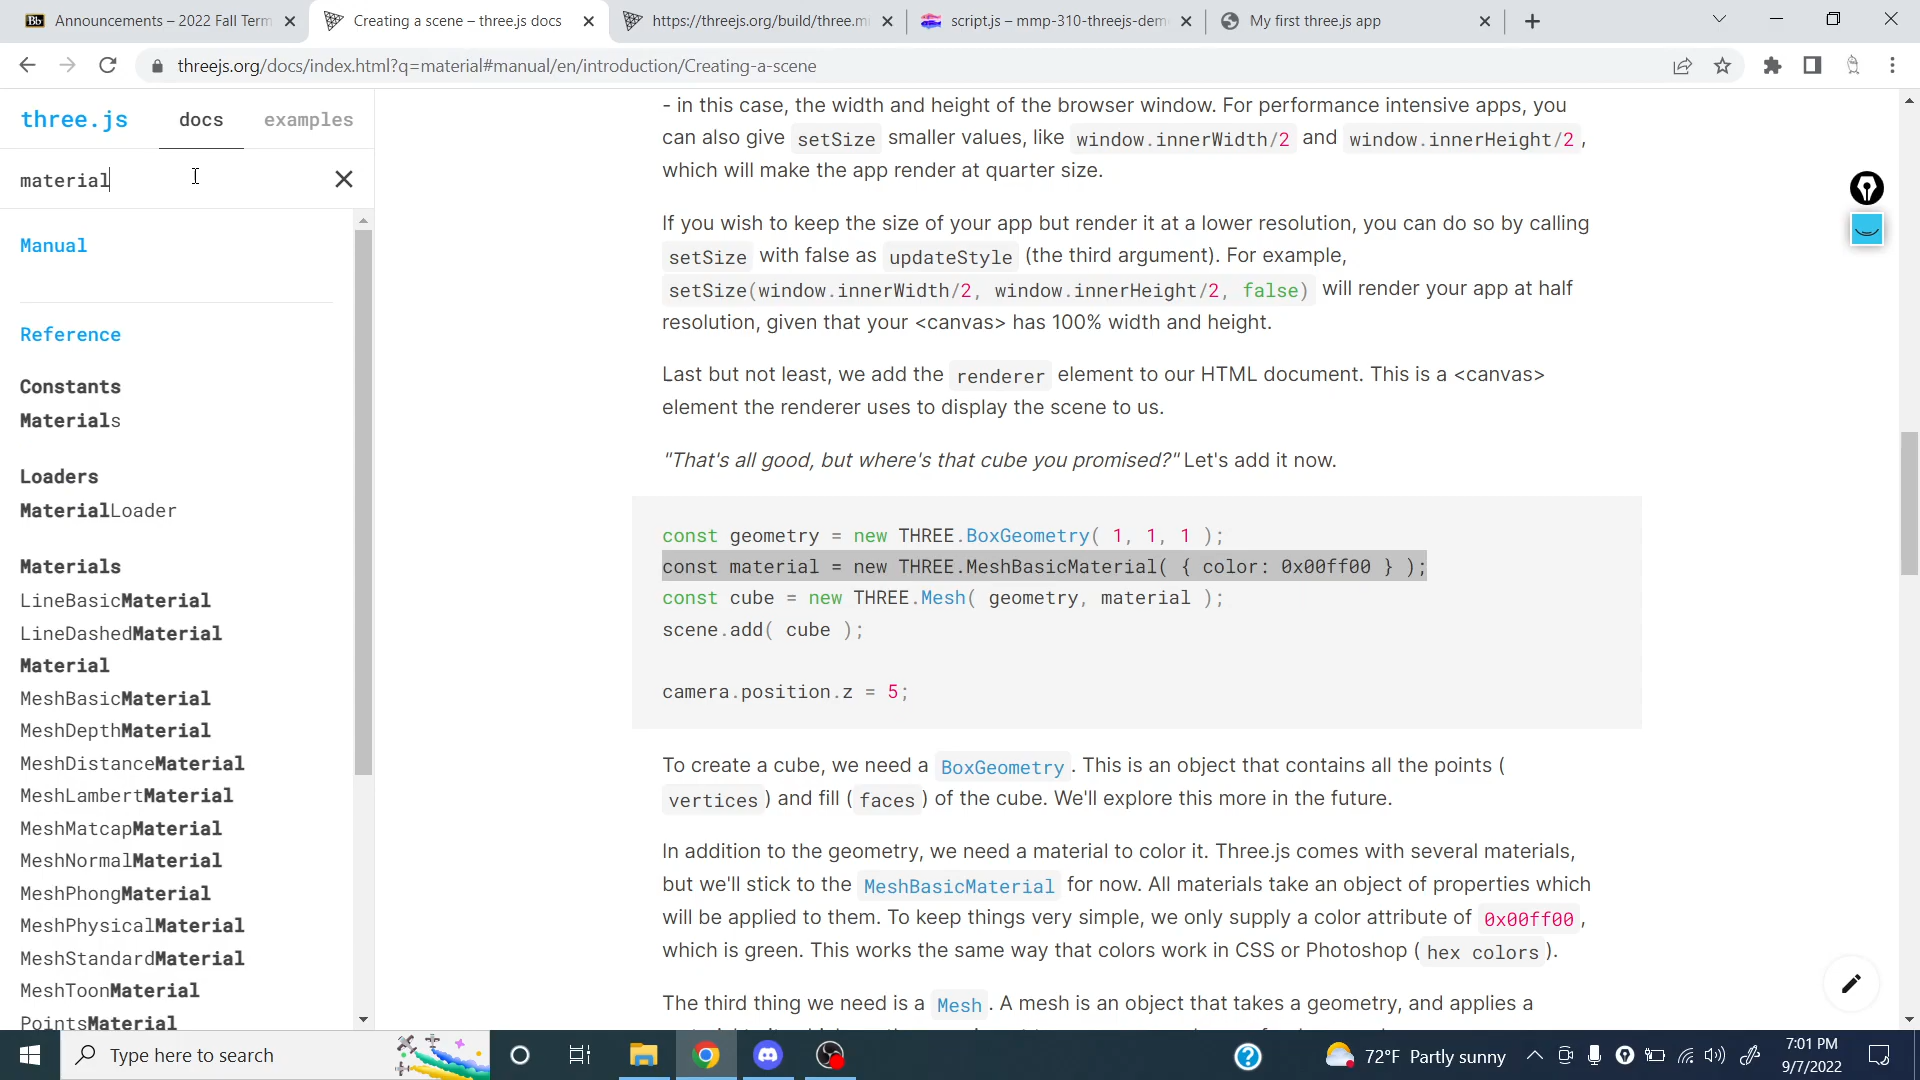 Bb Announcements – 2022 Fall Term
Creating a scene – three.js docs
https://threejs.org/build/three.mi
script.js – mmp-310-threejs-dem
My first three.js app
threejs.org/docs/index.html?q=material#manual/en/introduction/Creating-a-scene
three.js docs examples
material
Manual
Reference
Constants
Materials
Loaders
MaterialLoader
Materials
LineBasicMaterial
LineDashedMaterial
Material
MeshBasicMaterial
MeshDepthMaterial
MeshDistanceMaterial
MeshLambertMaterial
MeshMatcapMaterial
MeshNormalMaterial
MeshPhongMaterial
MeshPhysicalMaterial
MeshStandardMaterial
MeshToonMaterial
PointsMaterial
- in this case, the width and height of the browser window. For performance intensive apps, you
can also give setSize smaller values, like window.innerWidth/2 and window.innerHeight/2 ,
which will make the app render at quarter size.
If you wish to keep the size of your app but render it at a lower resolution, you can do so by calling
setSize with false as updateStyle (the third argument). For example,
setSize(window.innerWidth/2, window.innerHeight/2, false) will render your app at half
resolution, given that your <canvas> has 100% width and height.
Last but not least, we add the renderer element to our HTML document. This is a <canvas>
element the renderer uses to display the scene to us.
"That's all good, but where's that cube you promised?" Let's add it now.
const geometry = new THREE.BoxGeometry( 1, 1, 1 );
const material = new THREE.MeshBasicMaterial( { color: 0x00ff00 } );
const cube = new THREE.Mesh( geometry, material );
scene.add( cube );
camera.position.z = 5;
To create a cube, we need a BoxGeometry . This is an object that contains all the points (
vertices ) and fill ( faces ) of the cube. We'll explore this more in the future.
In addition to the geometry, we need a material to color it. Three.js comes with several materials,
but we'll stick to the MeshBasicMaterial for now. All materials take an object of properties which
will be applied to them. To keep things very simple, we only supply a color attribute of 0x00ff00 ,
which is green. This works the same way that colors work in CSS or Photoshop ( hex colors ).
The third thing we need is a Mesh . A mesh is an object that takes a geometry, and applies a
Type here to search
72°F Partly sunny
7:01 PM
9/7/2022